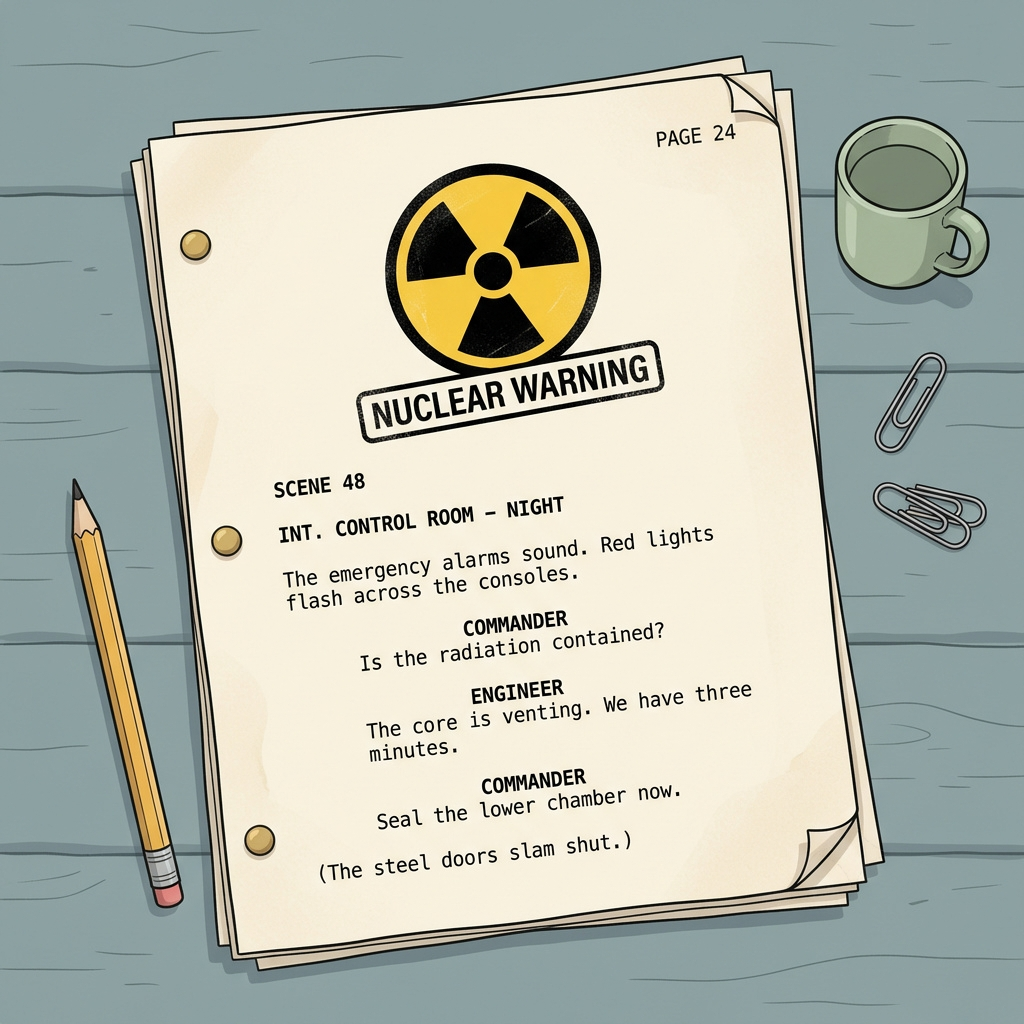 PAGE 24
NUCLEAR WARNING
SCENE 48
INT. CONTROL ROOM – NIGHT
The emergency alarms sound. Red lights
flash across the consoles.
COMMANDER
Is the radiation contained?
ENGINEER
The core is venting. We have three
minutes.
COMMANDER
Seal the lower chamber now.
(The steel doors slam shut.)